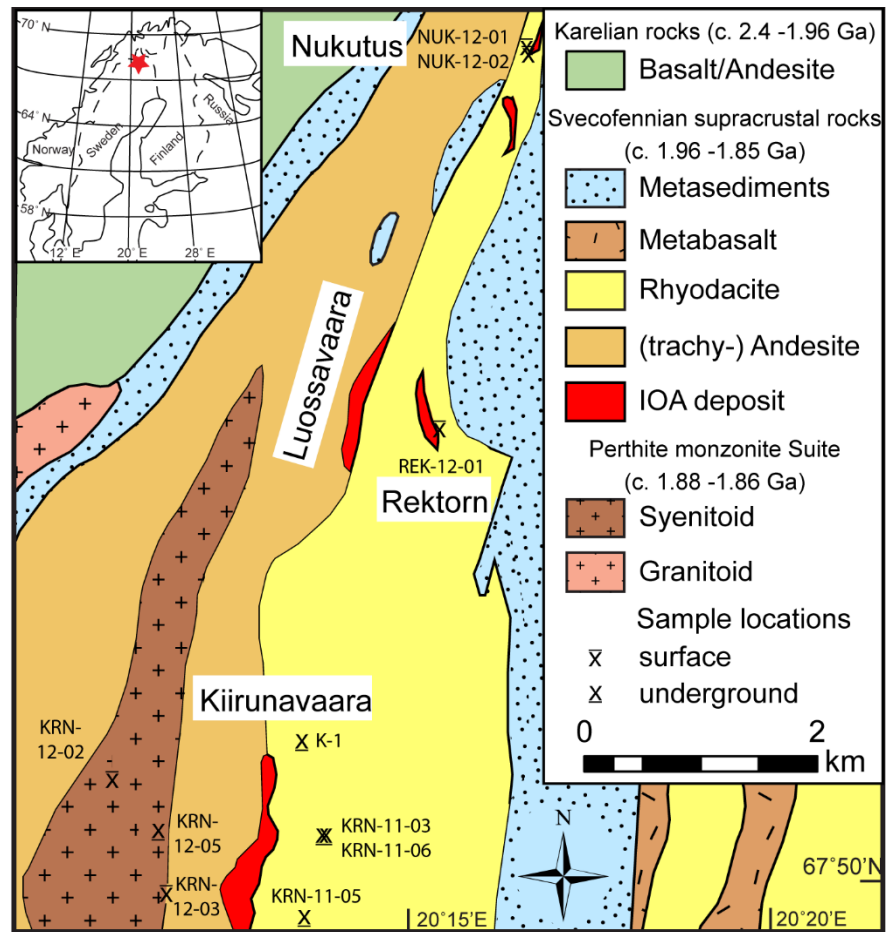 70° N
64° N
58° N
Norway
Sweden
Finland
Russia
12° E
20° E
28° E
Nukutus
NUK-12-01
NUK-12-02
Luossavaara
REK-12-01
Rektorn
Kiirunavaara
KRN-
12-02
K-1
KRN-
12-05
KRN-11-03
KRN-11-06
KRN-
12-03
KRN-11-05
N
67°50'N
20°15'E
20°20'E
Karelian rocks (c. 2.4 -1.96 Ga)
Basalt/Andesite
Svecofennian supracrustal rocks
(c. 1.96 -1.85 Ga)
Metasediments
Metabasalt
Rhyodacite
(trachy-) Andesite
IOA deposit
Perthite monzonite Suite
(c. 1.88 -1.86 Ga)
Syenitoid
Granitoid
Sample locations
x surface
x underground
0 2
km